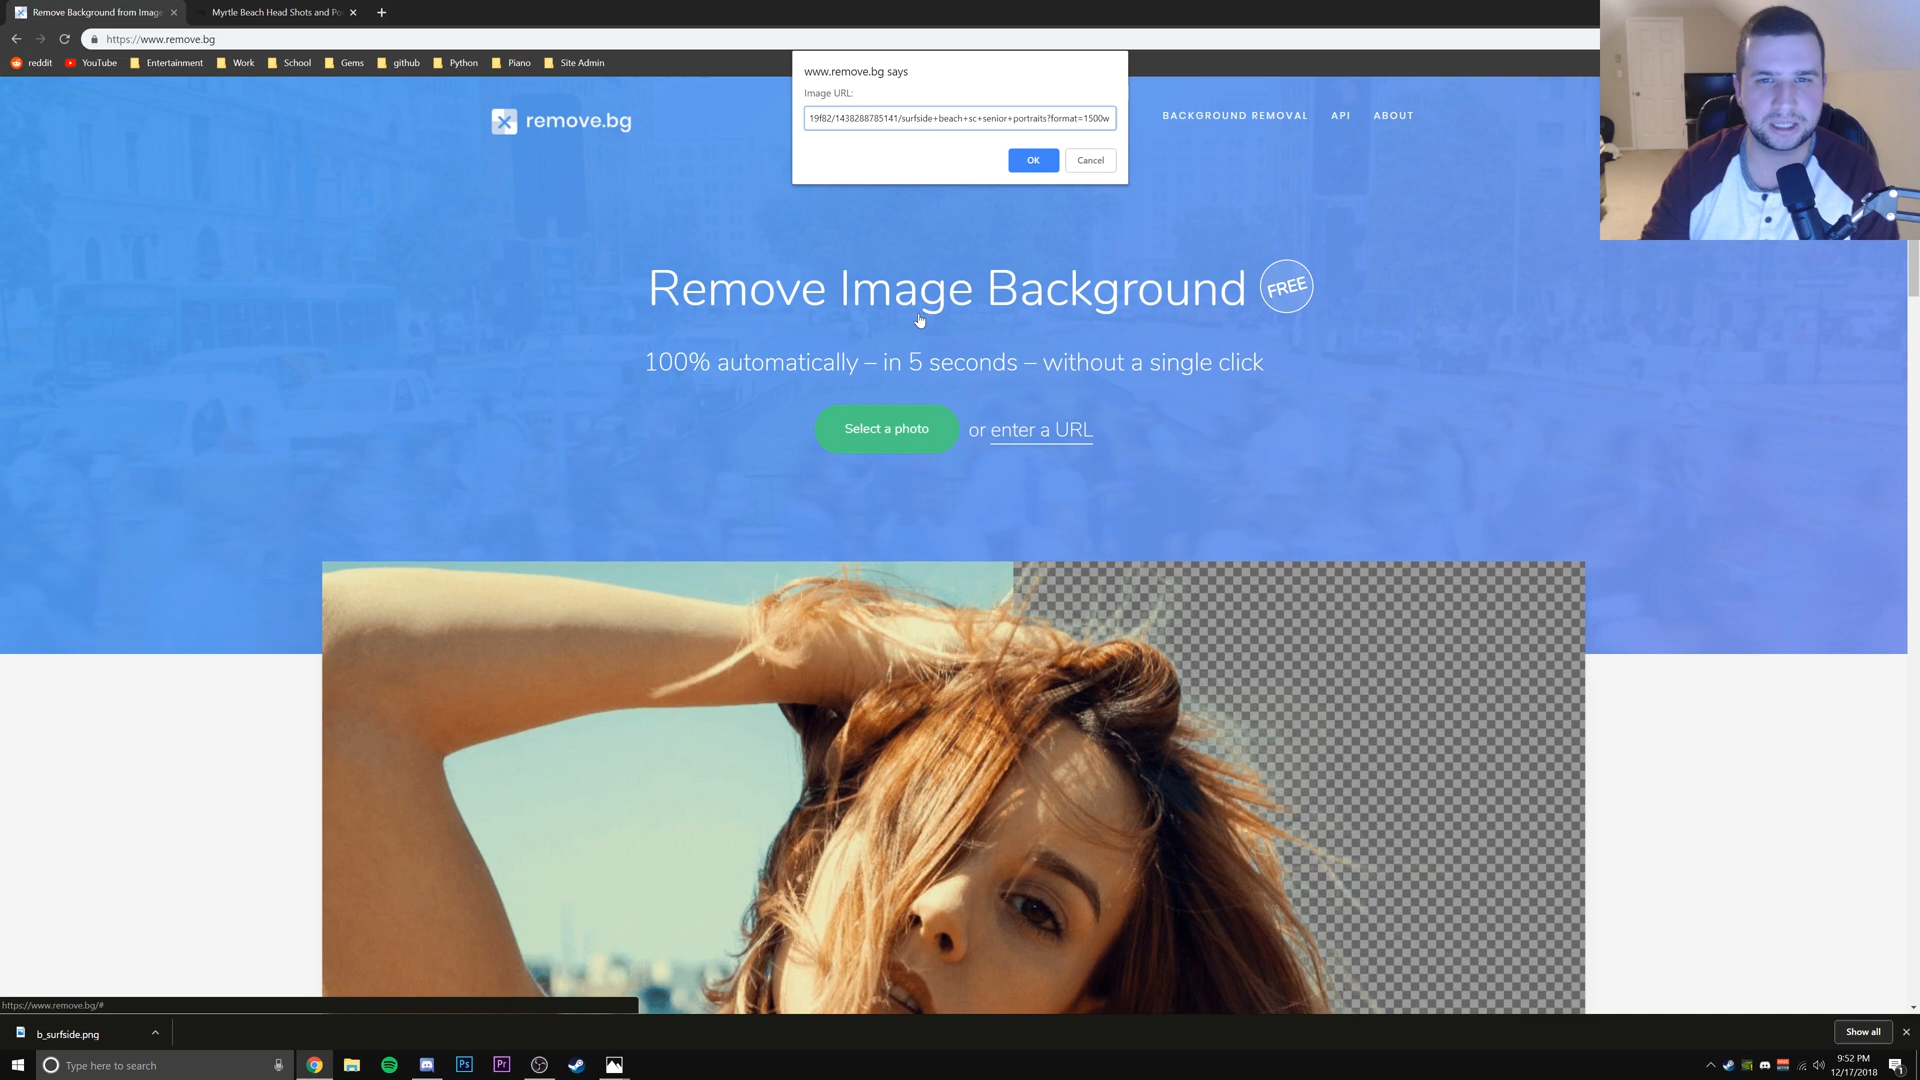 Remove Background from Imag
Myrtle Beach Head Shots and Po
https://www.remove.bg
reddit
YouTube
Entertainment
Work
School
Gems
github
Python
Piano
Site Admin
www.remove.bg says
Image URL:
19f82/1438288785141/surfside+beach+sc+senior+portraits?format=1500w
OK
Cancel
remove.bg
BACKGROUND REMOVAL
API
ABOUT
Remove Image Background
FREE
100% automatically – in 5 seconds – without a single click
Select a photo
or enter a URL
https://www.remove.bg/#
b_surfside.png
Show all
Type here to search
Ps
Pr
9:52 PM
12/17/2018
1